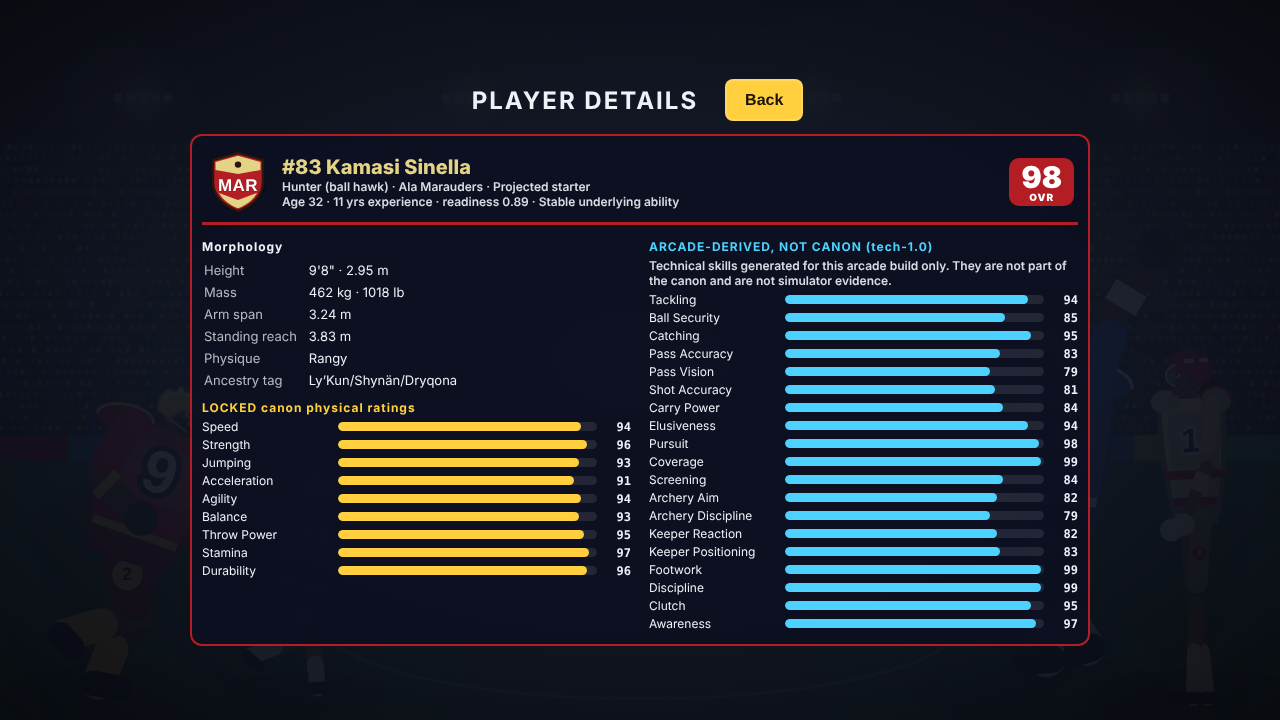 PLAYER DETAILS
Back
MAR
#83 Kamasi Sinella
Hunter (ball hawk) · Ala Marauders · Projected starter
Age 32 · 11 yrs experience · readiness 0.89 · Stable underlying ability
98
OVR
Morphology
Height 9'8" · 2.95 m
Mass 462 kg · 1018 lb
Arm span 3.24 m
Standing reach 3.83 m
Physique Rangy
Ancestry tag Ly’Kun/Shynän/Dryqona
LOCKED canon physical ratings
Speed 94
Strength 96
Jumping 93
Acceleration 91
Agility 94
Balance 93
Throw Power 95
Stamina 97
Durability 96
ARCADE-DERIVED, NOT CANON (tech-1.0)
Technical skills generated for this arcade build only. They are not part of
the canon and are not simulator evidence.
Tackling 94
Ball Security 85
Catching 95
Pass Accuracy 83
Pass Vision 79
Shot Accuracy 81
Carry Power 84
Elusiveness 94
Pursuit 98
Coverage 99
Screening 84
Archery Aim 82
Archery Discipline 79
Keeper Reaction 82
Keeper Positioning 83
Footwork 99
Discipline 99
Clutch 95
Awareness 97
9
2
1